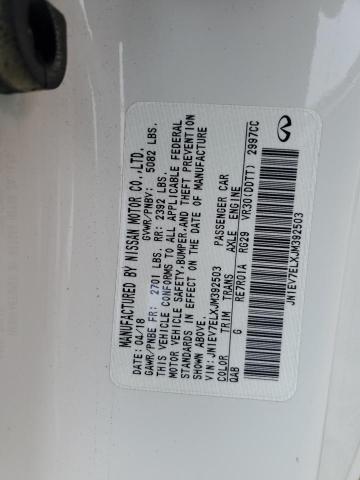 MANUFACTURED BY NISSAN MOTOR CO.,LTD.
04/18 GVWR/PNBV: 5082 LBS.
GAWR/PNBE FR: 2701 LBS. RR: 2392 LBS.
THIS VEHICLE CONFORMS TO ALL APPLICABLE FEDERAL
MOTOR VEHICLE SAFETY,BUMPER,AND THEFT PREVENTION
STANDARDS IN EFFECT ON THE DATE OF MANUFACTURE
SHOWN ABOVE.
VIN:JN1EV7ELXJM392503 PASSENGER CAR
COLOR TRIM TRANS AXLE ENGINE
QAB G RE7R01A RG29 VR30(DDTT) 2997CC
JN1EV7ELXJM392503